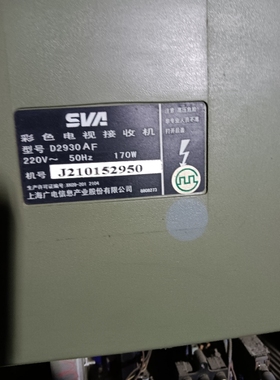 SVA
彩色电视接收机
型号 D2930AF
220V～ 50Hz 170W
机号 J210152950
上海广电信息产业股份有限公司